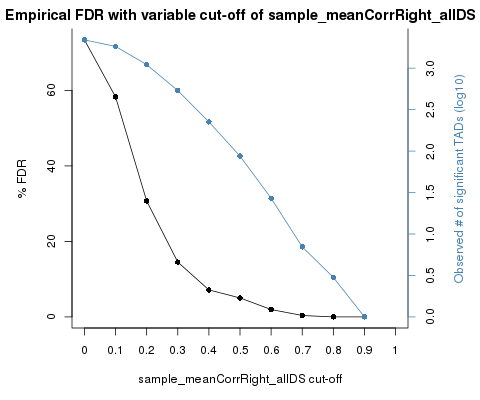 Empirical FDR with variable cut-off of sample_meanCorrRight_allDS
% FDR
0
20
40
60
0.0
0.5
1.0
1.5
2.0
2.5
3.0
Observed # of significant TADs (log10)
0 0.1 0.2 0.3 0.4 0.5 0.6 0.7 0.8 0.9 1
sample_meanCorrRight_allDS cut-off